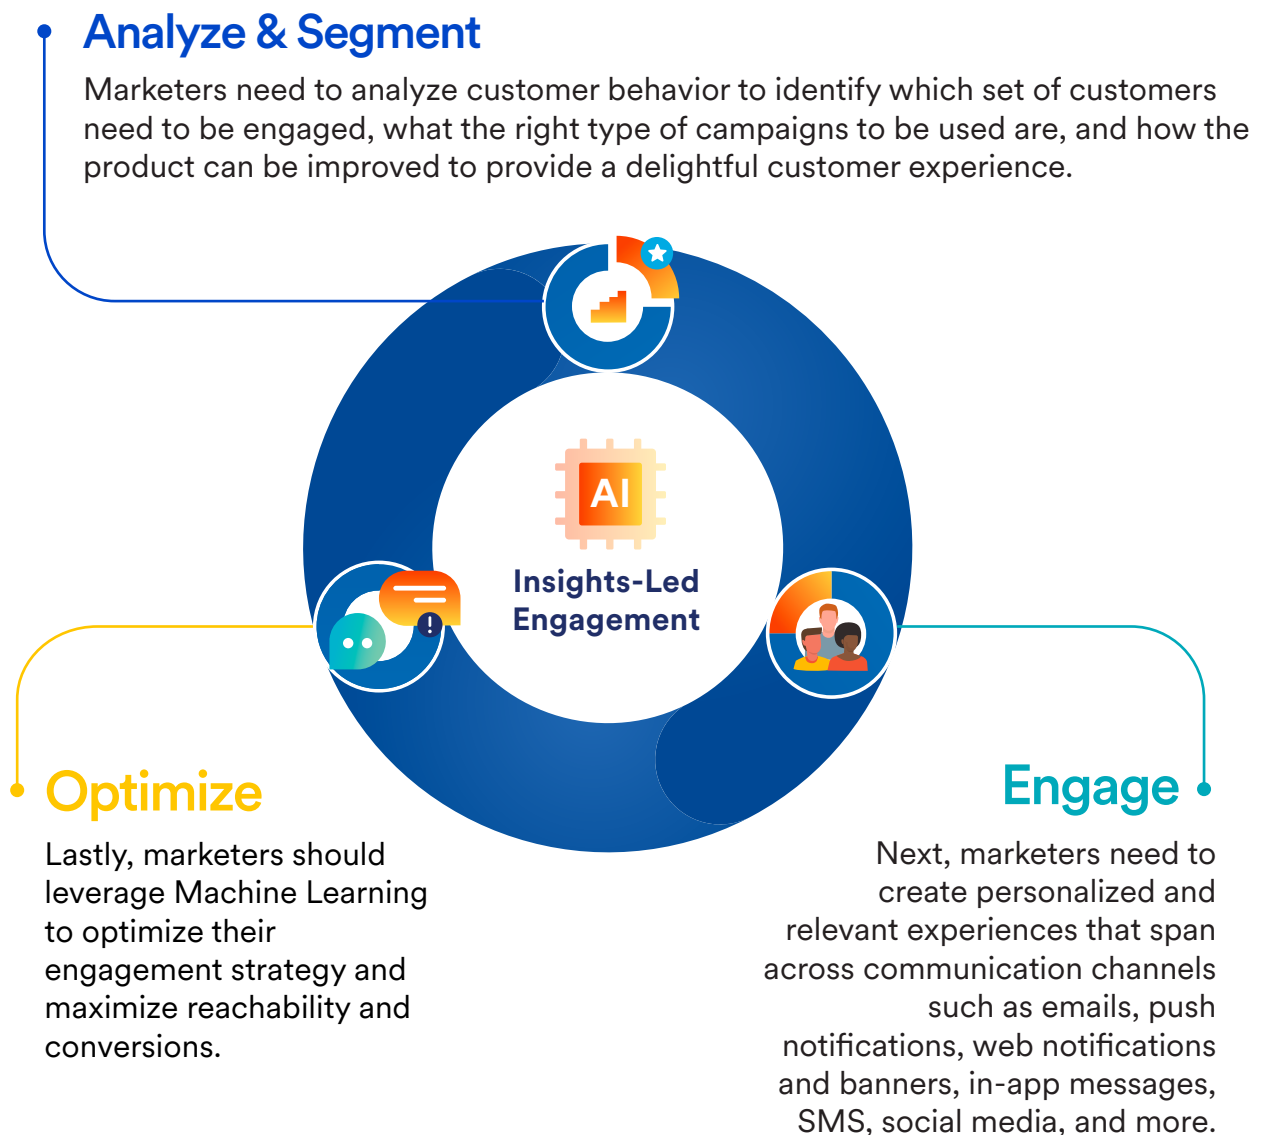 Analyze & Segment
Marketers need to analyze customer behavior to identify which set of customers
need to be engaged, what the right type of campaigns to be used are, and how the
product can be improved to provide a delightful customer experience.
AI
Insights-Led
Engagement
Optimize
Lastly, marketers should
leverage Machine Learning
to optimize their
engagement strategy and
maximize reachability and
conversions.
Engage
Next, marketers need to
create personalized and
relevant experiences that span
across communication channels
such as emails, push
notifications, web notifications
and banners, in-app messages,
SMS, social media, and more.